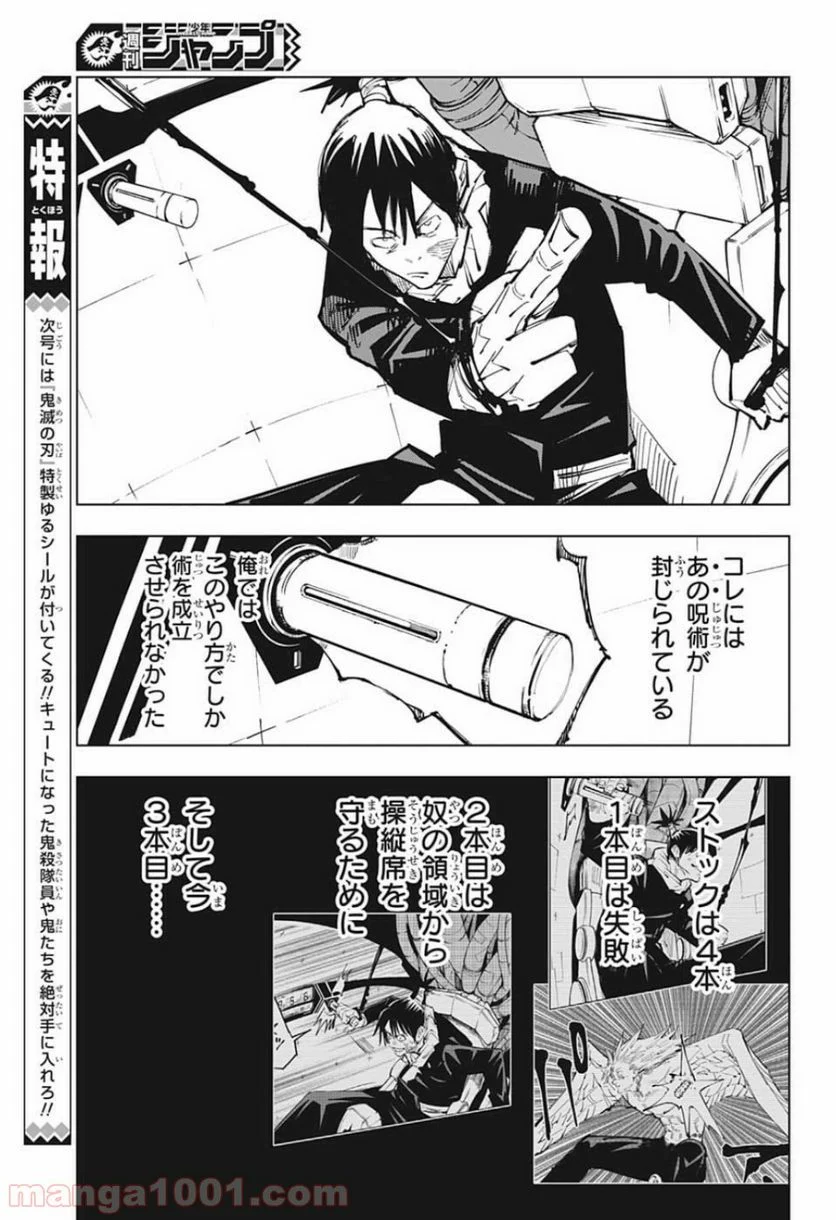 週刊
少年
ジャンプ
特報
とくほう
次号には『鬼滅の刃』特製ゆるシールが付いてくる!!キュートになった鬼殺隊員や鬼たちを絶対手に入れろ!!
コレには
あの呪術が
封じられている
俺では
このやり方でしか
術を成立
させられなかった
ストックは4本
1本目は失敗
2本目は
奴の領域から
操縦席を
守るために
そして今
3本目……
manga1001.com